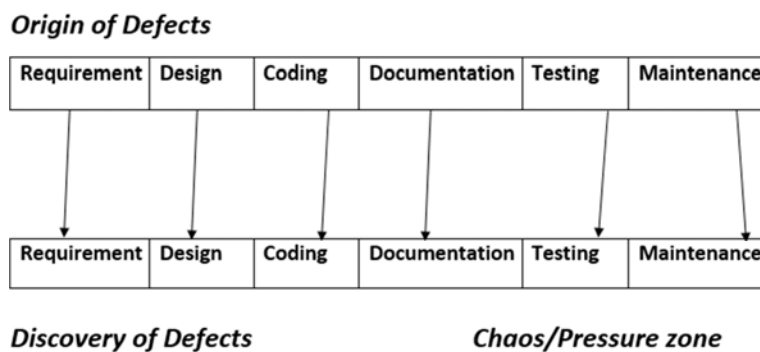 Origin of Defects
Requirement Design Coding Documentation Testing Maintenance
Requirement Design Coding Documentation Testing Maintenance
Discovery of Defects Chaos/Pressure zone